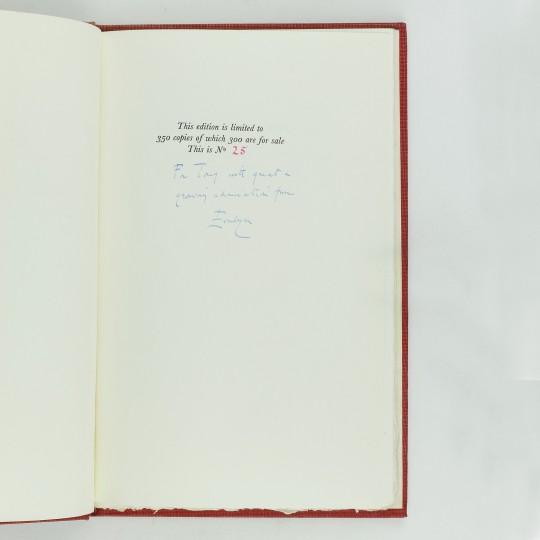 This edition is limited to
350 copies of which 300 are for sale
This is Nº 25
For Tony with great &
growing admiration from
Evelyn